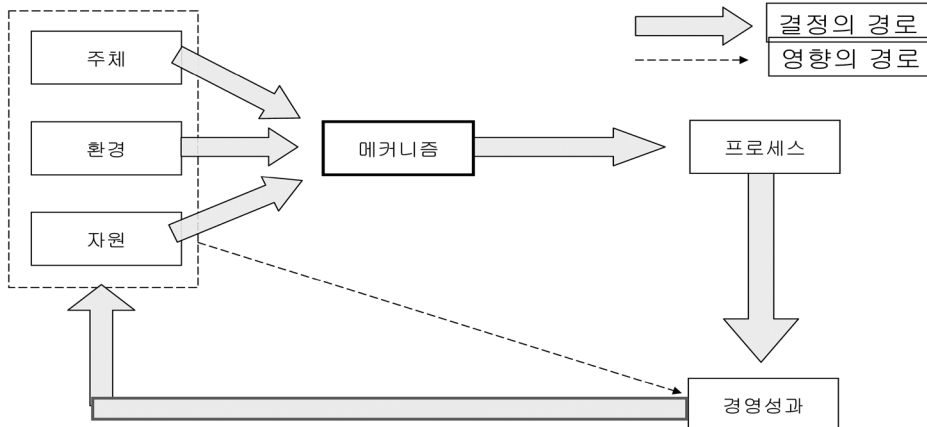 주체
환경
자원
메커니즘
프로세스
경영성과
결정의 경로
영향의 경로